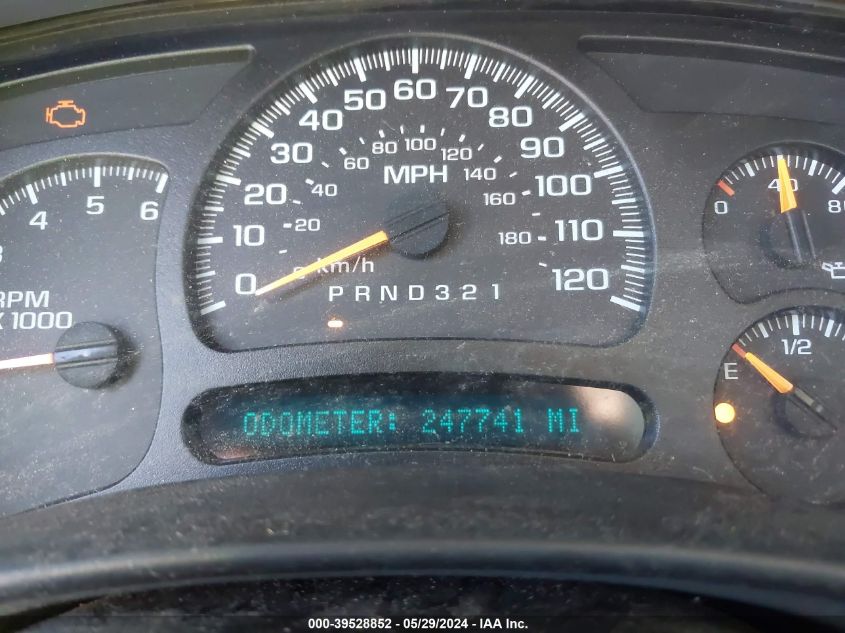 0 10 20 30 40 50 60 70 80 90 100 110 120
20 40 60 80 100 120 140 160 180
MPH
km/h
P R N D 3 2 1
4 5 6
RPM
X 1000
0 40 80
E 1/2
ODOMETER: 247741 MI
000-39528852 - 05/29/2024 - IAA Inc.